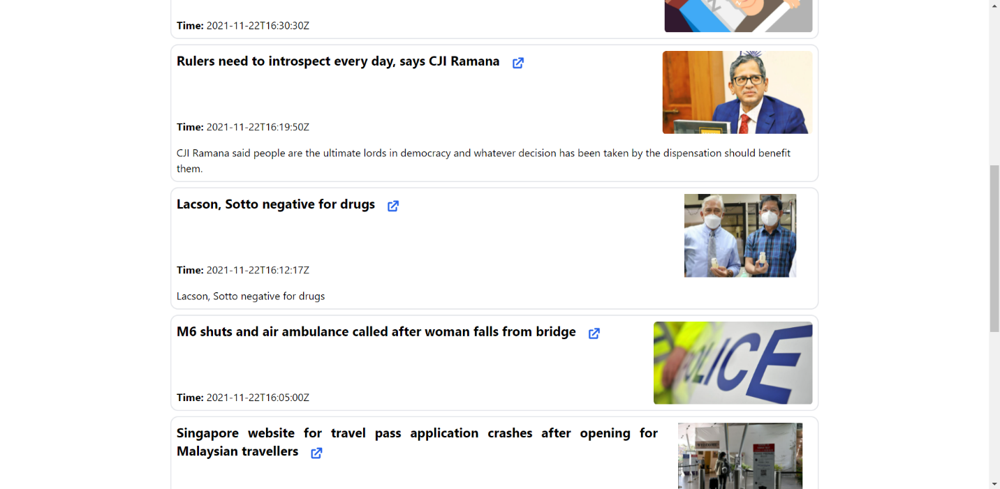 Time: 2021-11-22T16:30:30Z
Rulers need to introspect every day, says CJI Ramana
Time: 2021-11-22T16:19:50Z
CJI Ramana said people are the ultimate lords in democracy and whatever decision has been taken by the dispensation should benefit
them.
Lacson, Sotto negative for drugs
Time: 2021-11-22T16:12:17Z
Lacson, Sotto negative for drugs
M6 shuts and air ambulance called after woman falls from bridge
POLICE
Time: 2021-11-22T16:05:00Z
Singapore website for travel pass application crashes after opening for
Malaysian travellers